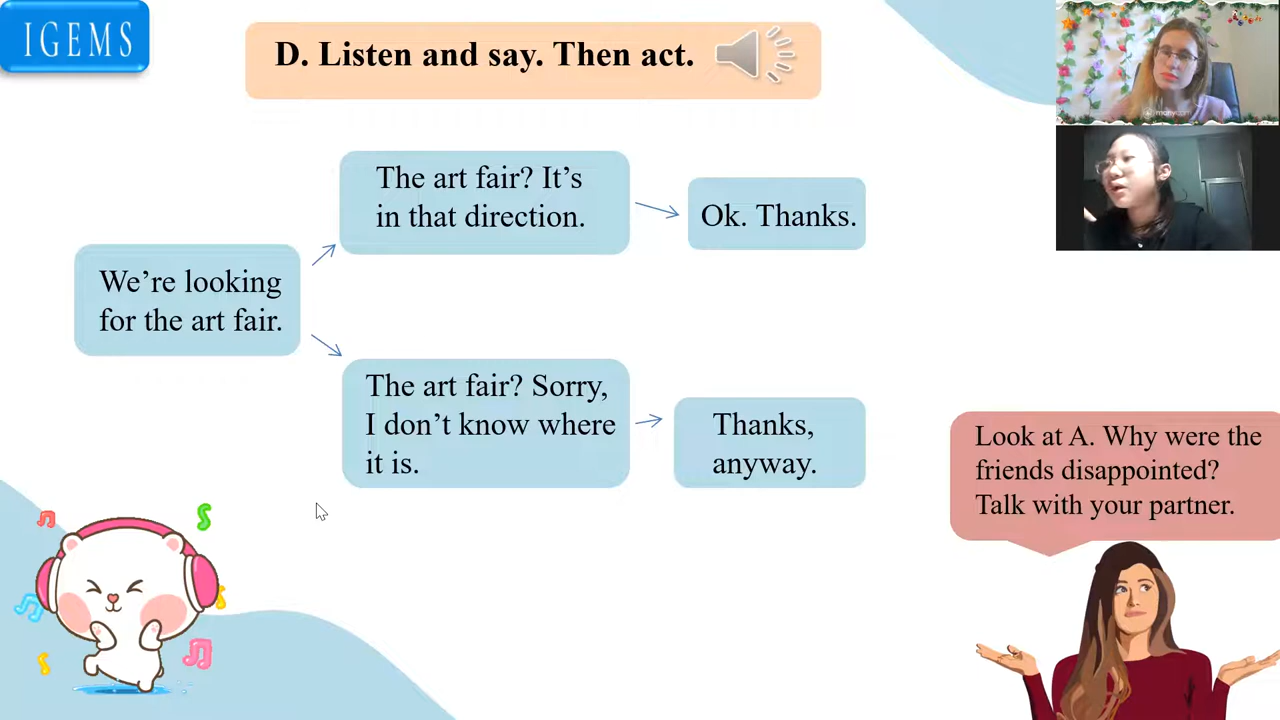 IGEMS
D. Listen and say. Then act.
The art fair? It’s
in that direction.
Ok. Thanks.
We’re looking
for the art fair.
The art fair? Sorry,
I don’t know where
it is.
Thanks,
anyway.
Look at A. Why were the
friends disappointed?
Talk with your partner.